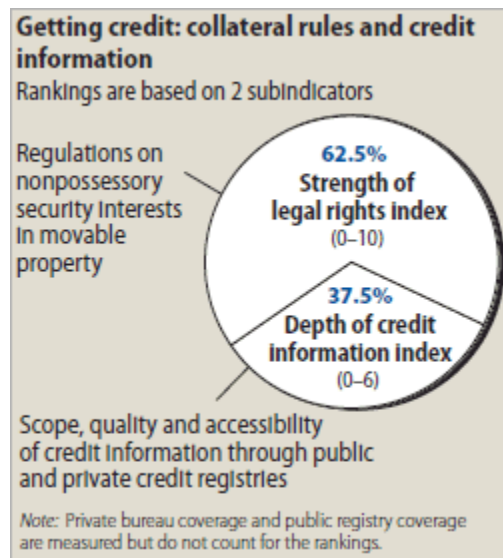 Getting credit: collateral rules and credit
information
Rankings are based on 2 subindicators
Regulations on
nonpossessory
security interests
in movable
property
62.5%
Strength of
legal rights index
(0–10)
37.5%
Depth of credit
information index
(0–6)
Scope, quality and accessibility
of credit information through public
and private credit registries
Note: Private bureau coverage and public registry coverage
are measured but do not count for the rankings.